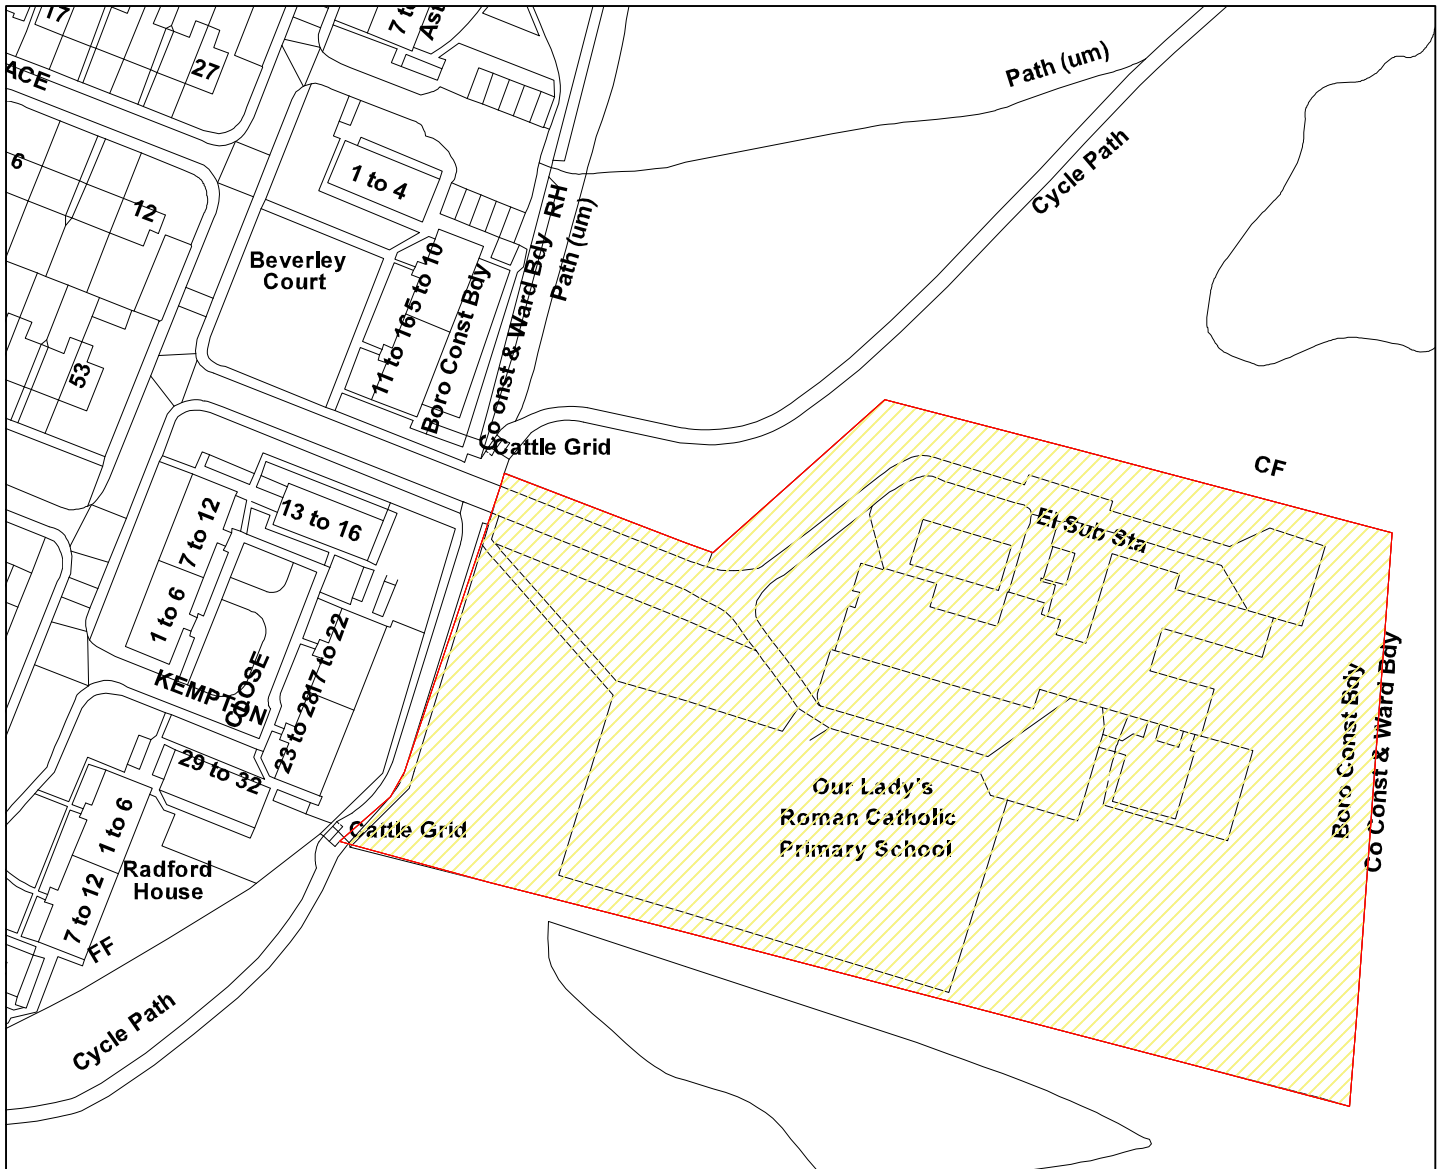 17
7 to
Ast
27
ACE
Path (um)
Cycle Path
6
12
1 to 4
RH
Path (um)
Beverley
Court
5 to 10
11 to 16
Boro Const Bdy
Co onst & Ward Bdy
53
Cattle Grid
CF
7 to 12
13 to 16
El Sub Sta
1 to 6
17 to 22
KEMPTON
CLOSE
23 to 28
29 to 32
Boro Const Bdy
Co Const & Ward Bdy
Our Lady's
Roman Catholic
Primary School
Cattle Grid
1 to 6
Radford
House
7 to 12
FF
Cycle Path